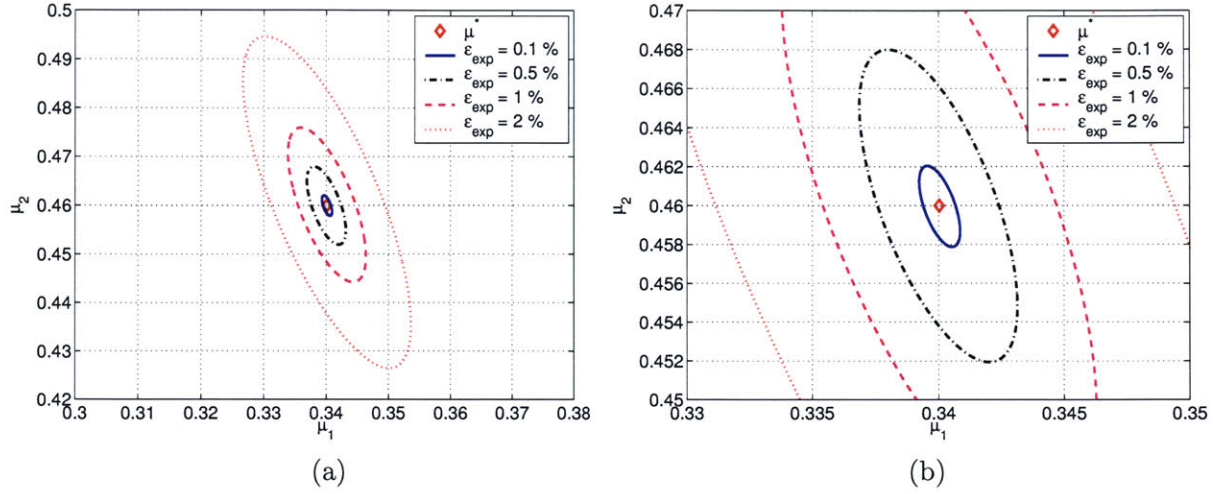 0.5
0.49
0.48
0.47
0.46
0.45
0.44
0.43
0.42
μ₂
0.3 0.31 0.32 0.33 0.34 0.35 0.36 0.37 0.38
μ₁
μ*
ε_exp = 0.1 %
ε_exp = 0.5 %
ε_exp = 1 %
ε_exp = 2 %
(a)
0.47
0.468
0.466
0.464
0.462
0.46
0.458
0.456
0.454
0.452
0.45
μ₂
0.33 0.335 0.34 0.345 0.35
μ₁
μ*
ε_exp = 0.1 %
ε_exp = 0.5 %
ε_exp = 1 %
ε_exp = 2 %
(b)